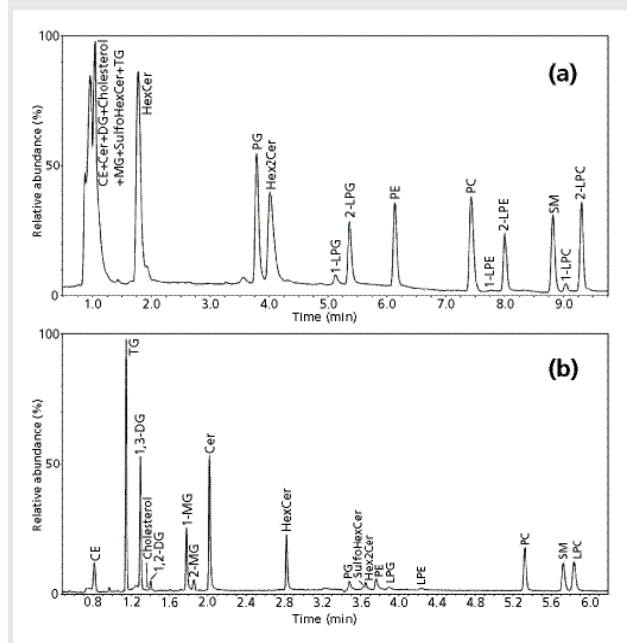 (a)
Relative abundance (%)
100
50
0
CE+Cer+DG+Cholesterol
+MG+SulfoHexCer+TG
HexCer
PG
Hex2Cer
1-LPG
2-LPG
PE
PC
1-LPE
2-LPE
SM
1-LPC
2-LPC
1.0 2.0 3.0 4.0 5.0 6.0 7.0 8.0 9.0
Time (min)
(b)
Relative abundance (%)
100
50
0
CE
TG
1,3-DG
Cholesterol
1,2-DG
1-MG
2-MG
Cer
HexCer
PG
SulfoHexCer
Hex2Cer
PE
LPG
LPE
PC
SM
LPC
0.8 1.2 1.6 2.0 2.4 2.8 3.2 3.6 4.0 4.4 4.8 5.2 5.6 6.0
Time (min)